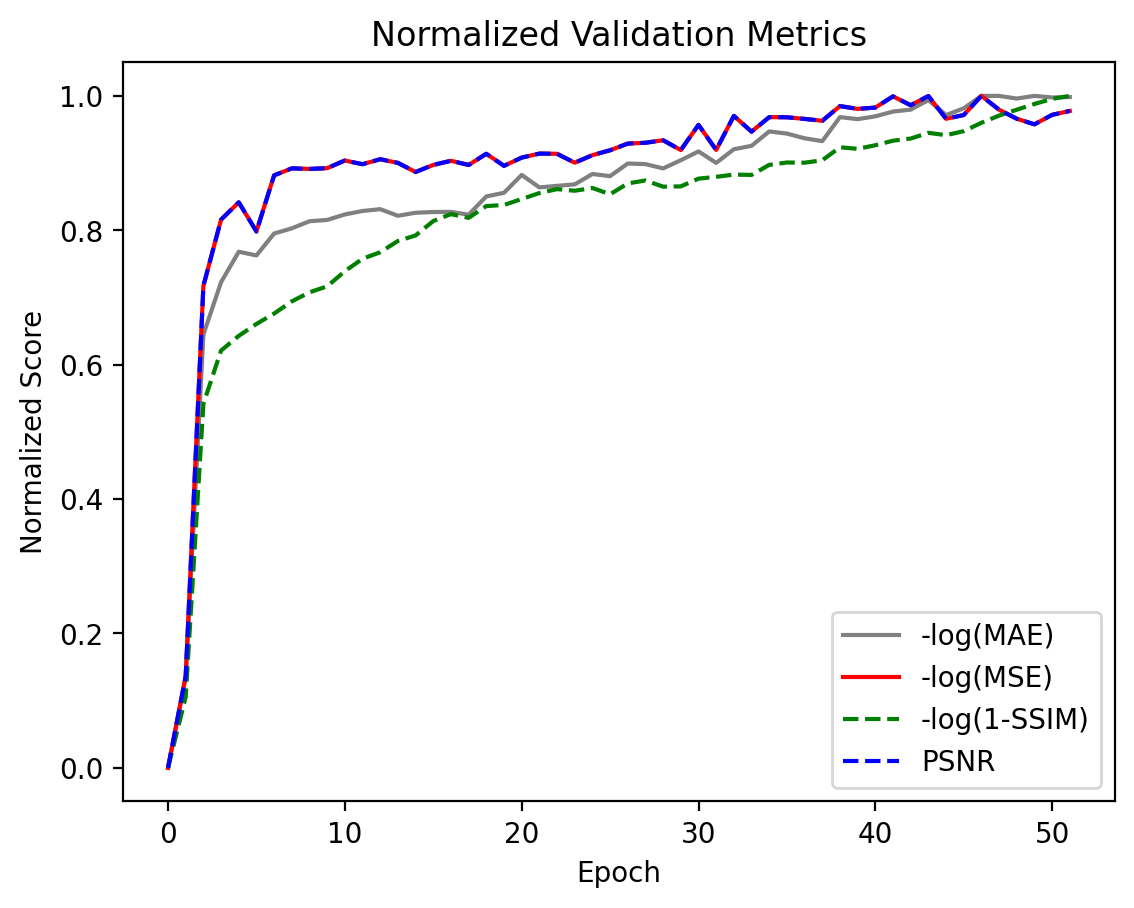 Normalized Validation Metrics
Normalized Score
1.0
0.8
0.6
0.4
0.2
0.0
-log(MAE)
-log(MSE)
-log(1-SSIM)
PSNR
0 10 20 30 40 50
Epoch